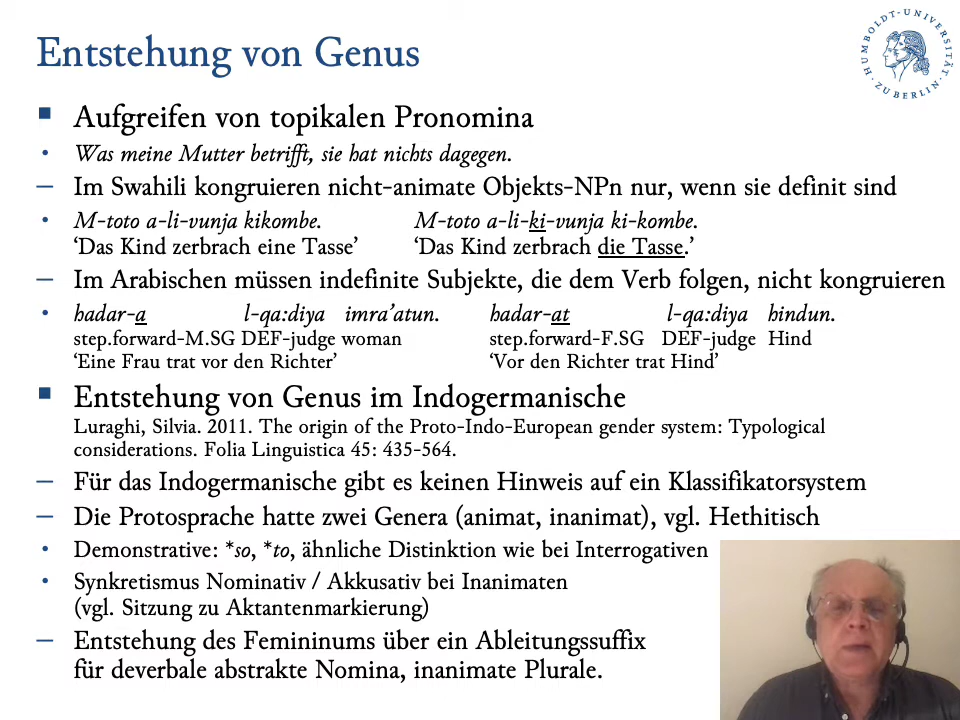 Entstehung von Genus
HUMBOLDT-UNIVERSITÄT ZU BERLIN
Aufgreifen von topikalen Pronomina
Was meine Mutter betrifft, sie hat nichts dagegen.
Im Swahili kongruieren nicht-animate Objekts-NPn nur, wenn sie definit sind
M-toto a-li-vunja kikombe. M-toto a-li-ki-vunja ki-kombe.
‘Das Kind zerbrach eine Tasse’ ‘Das Kind zerbrach die Tasse.’
Im Arabischen müssen indefinite Subjekte, die dem Verb folgen, nicht kongruieren
hadar-a l-qa:diya imra’atun. hadar-at l-qa:diya hindun.
step.forward-M.SG DEF-judge woman step.forward-F.SG DEF-judge Hind
‘Eine Frau trat vor den Richter’ ‘Vor den Richter trat Hind’
Entstehung von Genus im Indogermanische
Luraghi, Silvia. 2011. The origin of the Proto-Indo-European gender system: Typological
considerations. Folia Linguistica 45: 435-564.
Für das Indogermanische gibt es keinen Hinweis auf ein Klassifikatorsystem
Die Protosprache hatte zwei Genera (animat, inanimat), vgl. Hethitisch
Demonstrative: *so, *to, ähnliche Distinktion wie bei Interrogativen
Synkretismus Nominativ / Akkusativ bei Inanimaten
(vgl. Sitzung zu Aktantenmarkierung)
Entstehung des Femininums über ein Ableitungssuffix
für deverbale abstrakte Nomina, inanimate Plurale.